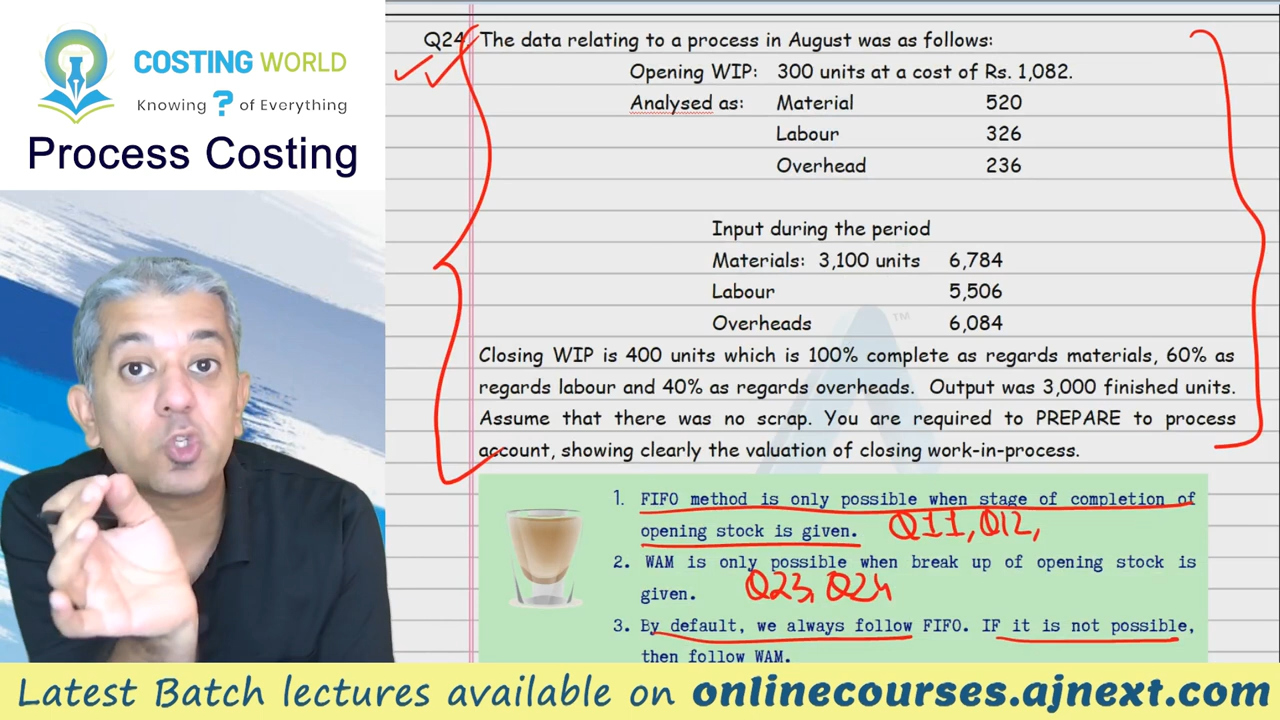 COSTING WORLD
Knowing ? of Everything
Process Costing
Q24 The data relating to a process in August was as follows:
Opening WIP: 300 units at a cost of Rs. 1,082.
Analysed as: Material 520
Labour 326
Overhead 236
Input during the period
Materials: 3,100 units 6,784
Labour 5,506
Overheads 6,084
Closing WIP is 400 units which is 100% complete as regards materials, 60% as
regards labour and 40% as regards overheads. Output was 3,000 finished units.
Assume that there was no scrap. You are required to PREPARE to process
account, showing clearly the valuation of closing work-in-process.
TM
1. FIFO method is only possible when stage of completion of
opening stock is given. Q11, Q12,
2. WAM is only possible when break up of opening stock is
given. Q23, Q24
3. By default, we always follow FIFO. IF it is not possible,
then follow WAM.
Latest Batch lectures available on onlinecourses.ajnext.com